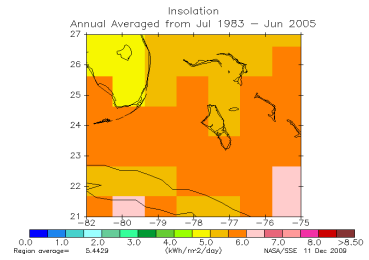 Insolation
Annual Averaged from Jul 1983 – Jun 2005
27
26
25
24
23
22
21
-82 -80 -79 -78 -77 -76 -75
0.0 1.0 2.0 3.0 4.0 5.0 6.0 7.0 8.0 >8.50
Region average= 5.4429 (kWh/m^2/day) NASA/SSE 11 Dec 2009